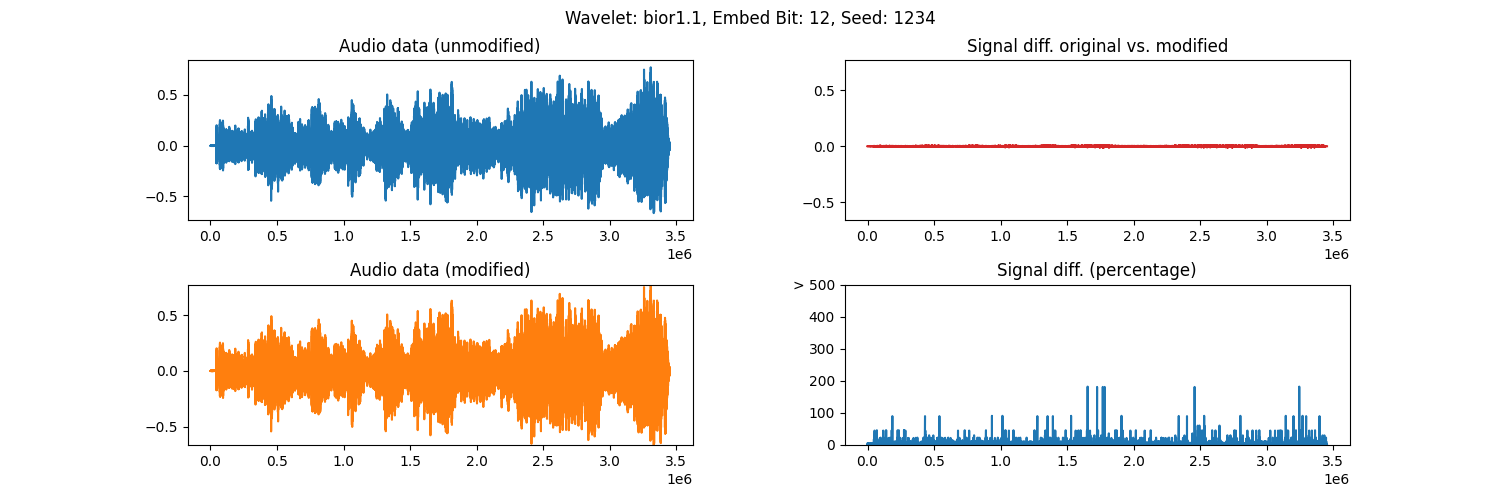 Wavelet: bior1.1, Embed Bit: 12, Seed: 1234
Audio data (unmodified)
0.5
0.0
−0.5
0.0 0.5 1.0 1.5 2.0 2.5 3.0 3.5
1e6
Signal diff. original vs. modified
0.5
0.0
−0.5
0.0 0.5 1.0 1.5 2.0 2.5 3.0 3.5
1e6
Audio data (modified)
0.5
0.0
−0.5
0.0 0.5 1.0 1.5 2.0 2.5 3.0 3.5
1e6
Signal diff. (percentage)
> 500
400
300
200
100
0
0.0 0.5 1.0 1.5 2.0 2.5 3.0 3.5
1e6